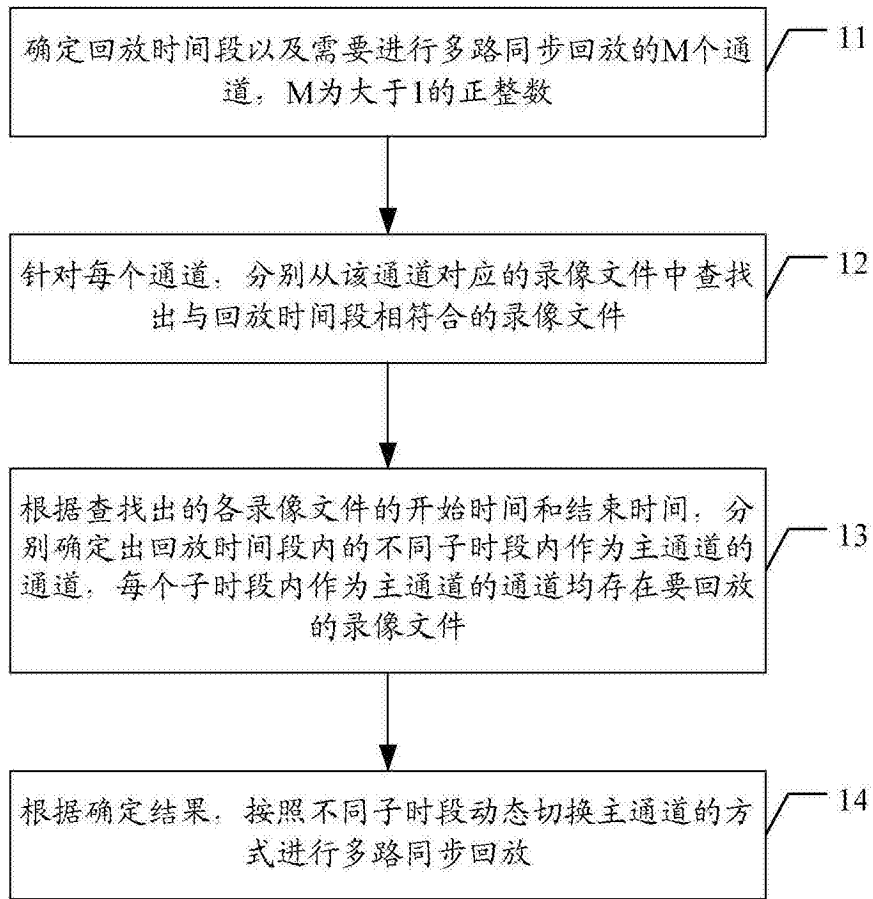 确定回放时间段以及需要进行多路同步回放的M个通
道，M为大于1的正整数
11
针对每个通道，分别从该通道对应的录像文件中查找
出与回放时间段相符合的录像文件
12
根据查找出的各录像文件的开始时间和结束时间，分
别确定出回放时间段内的不同子时段内作为主通道的
通道，每个子时段内作为主通道的通道均存在要回放
的录像文件
13
根据确定结果，按照不同子时段动态切换主通道的方
式进行多路同步回放
14